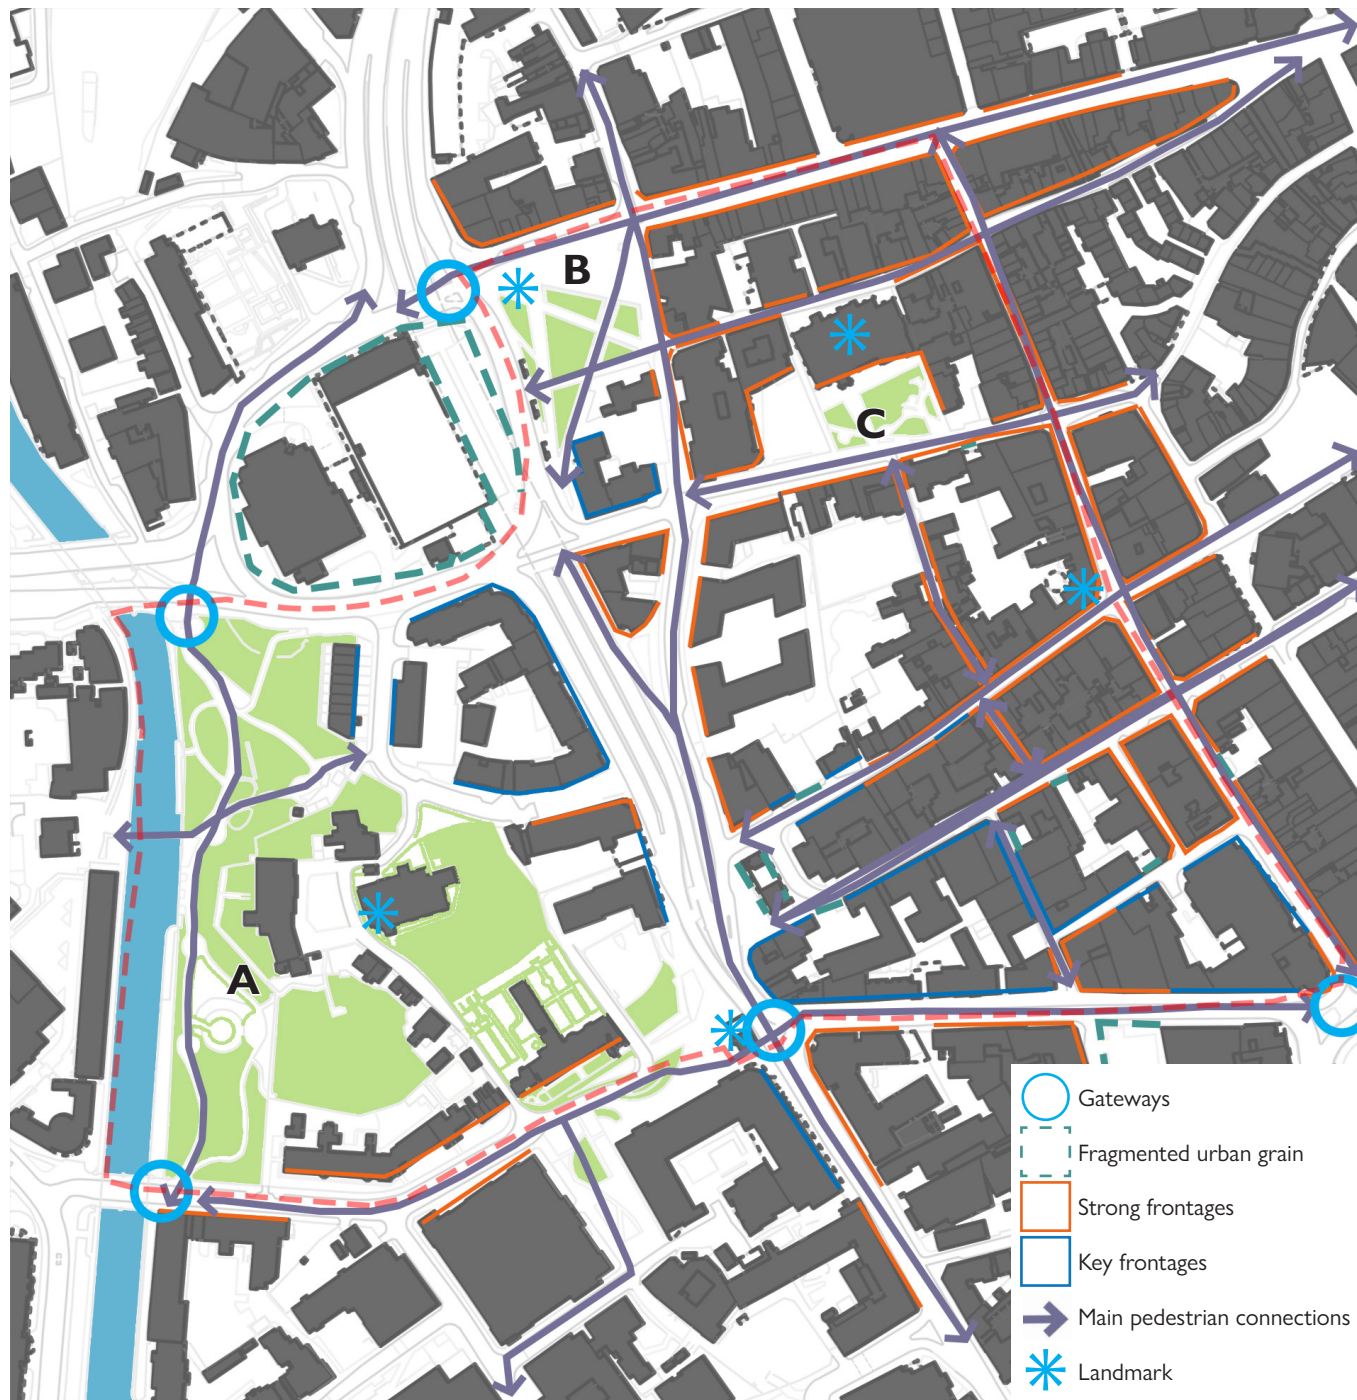 B
C
A
Gateways
Fragmented urban grain
Strong frontages
Key frontages
Main pedestrian connections
Landmark